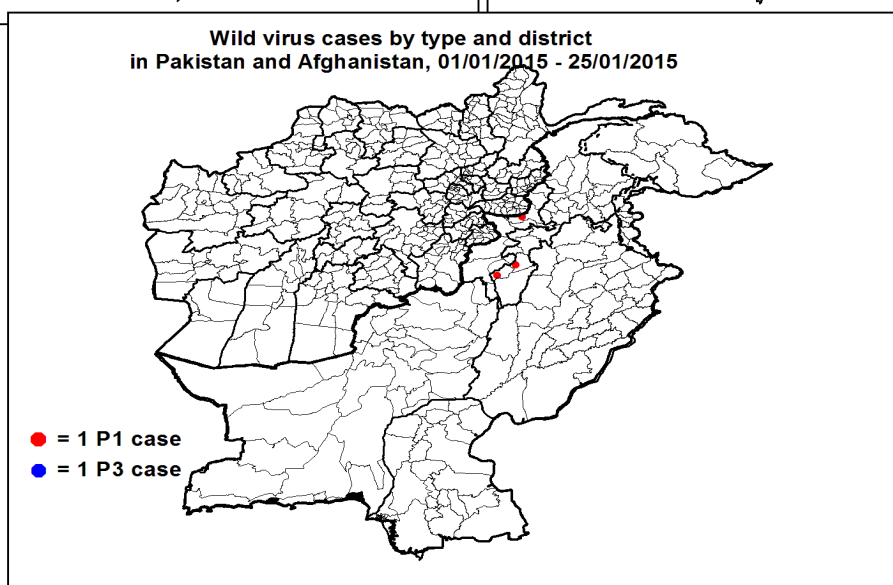 Wild virus cases by type and district
in Pakistan and Afghanistan, 01/01/2015 - 25/01/2015
= 1 P1 case
= 1 P3 case